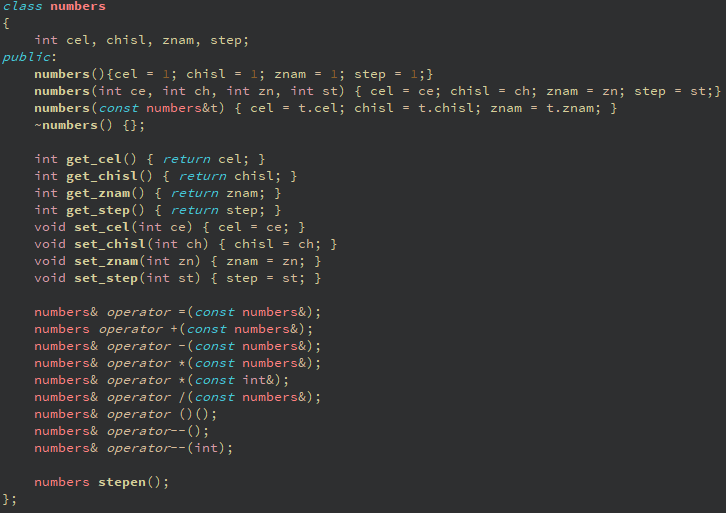 class numbers
{
    int cel, chisl, znam, step;
public:
    numbers(){cel = 1; chisl = 1; znam = 1; step = 1;}
    numbers(int ce, int ch, int zn, int st) { cel = ce; chisl = ch; znam = zn; step = st;}
    numbers(const numbers&t) { cel = t.cel; chisl = t.chisl; znam = t.znam; }
    ~numbers() {};

    int get_cel() { return cel; }
    int get_chisl() { return chisl; }
    int get_znam() { return znam; }
    int get_step() { return step; }
    void set_cel(int ce) { cel = ce; }
    void set_chisl(int ch) { chisl = ch; }
    void set_znam(int zn) { znam = zn; }
    void set_step(int st) { step = st; }

    numbers& operator =(const numbers&);
    numbers operator +(const numbers&);
    numbers& operator -(const numbers&);
    numbers& operator *(const numbers&);
    numbers& operator *(const int&);
    numbers& operator /(const numbers&);
    numbers& operator ()();
    numbers& operator--();
    numbers& operator--(int);

    numbers stepen();
};